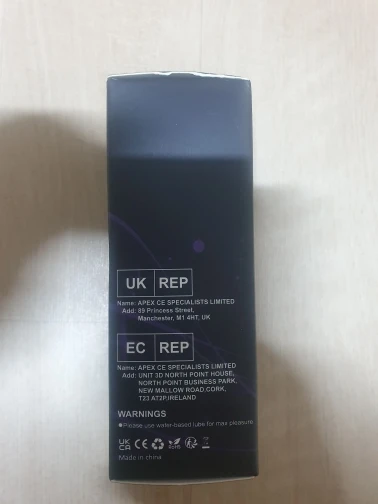 UK REP
Name: APEX CE SPECIALISTS LIMITED
Add: 89 Princess Street,
Manchester, M1 4HT, UK
EC REP
Name: APEX CE SPECIALISTS LIMITED
Add: UNIT 3D NORTH POINT HOUSE,
NORTH POINT BUSINESS PARK,
NEW MALLOW ROAD,CORK,
T23 AT2P,IRELAND
WARNINGS
●Please use water-based lube for max pleasure
UK
CA CE RoHS
Made in china